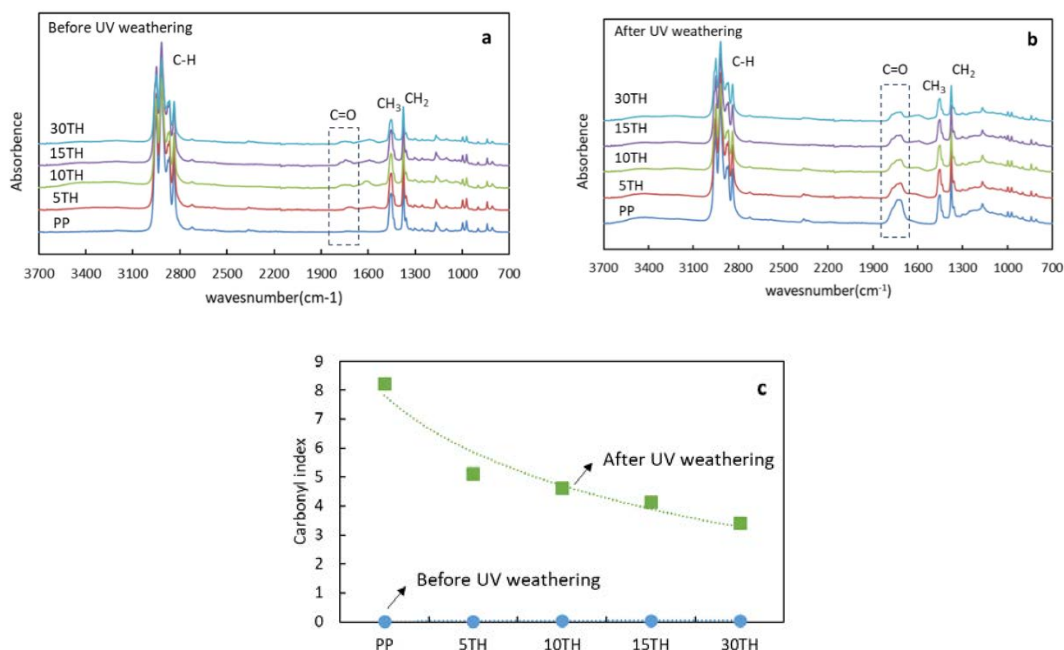 Before UV weathering
a
C-H
C=O
CH3
CH2
30TH
15TH
10TH
5TH
PP
Absorbence
3700 3100 2800 2500 2200 1900 1600 1300 1000 700
wavesnumber(cm-1)
After UV weathering
b
C-H
C=O
CH3
CH2
30TH
15TH
10TH
5TH
PP
Absorbence
3700 3100 2800 2500 2200 1900 1600 1300 1000 700
wavesnumber(cm-1)
c
9
8
7
6
5
4
3
2
1
0
Carbonyl index
After UV weathering
Before UV weathering
PP 5TH 10TH 15TH 30TH